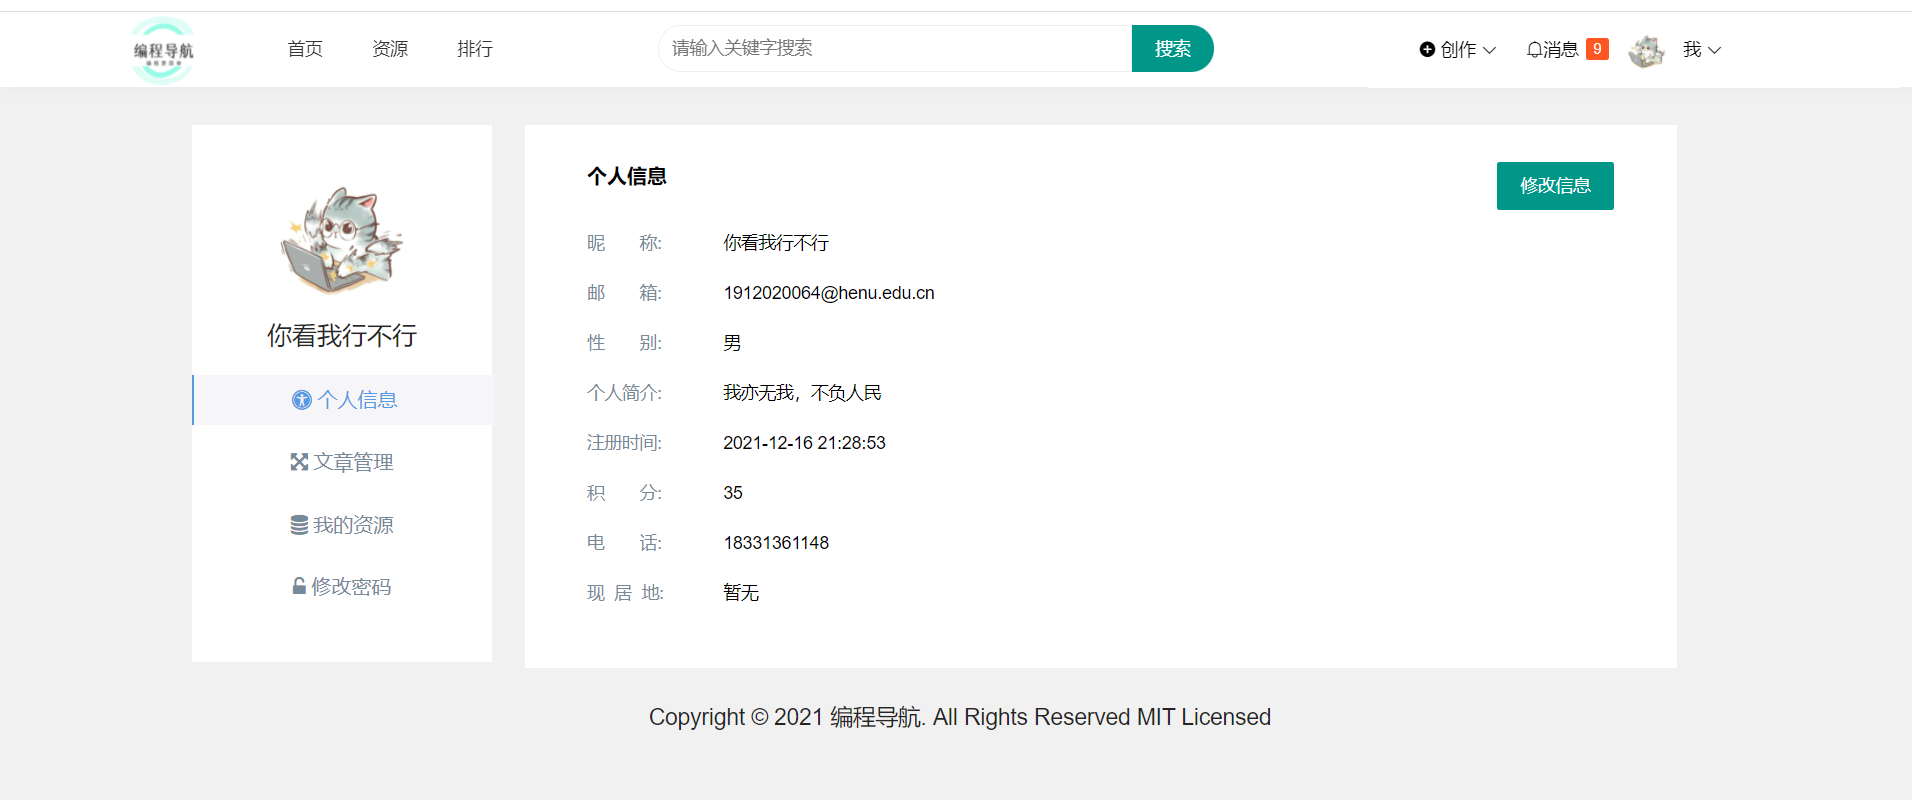 编程导航
首页 资源 排行 请输入关键字搜索 搜索 创作 消息 9 我
你看我行不行
个人信息
文章管理
我的资源
修改密码
个人信息 修改信息
昵 称: 你看我行不行
邮 箱: 1912020064@henu.edu.cn
性 别: 男
个人简介: 我亦无我，不负人民
注册时间: 2021-12-16 21:28:53
积 分: 35
电 话: 18331361148
现 居 地: 暂无
Copyright © 2021 编程导航. All Rights Reserved MIT Licensed